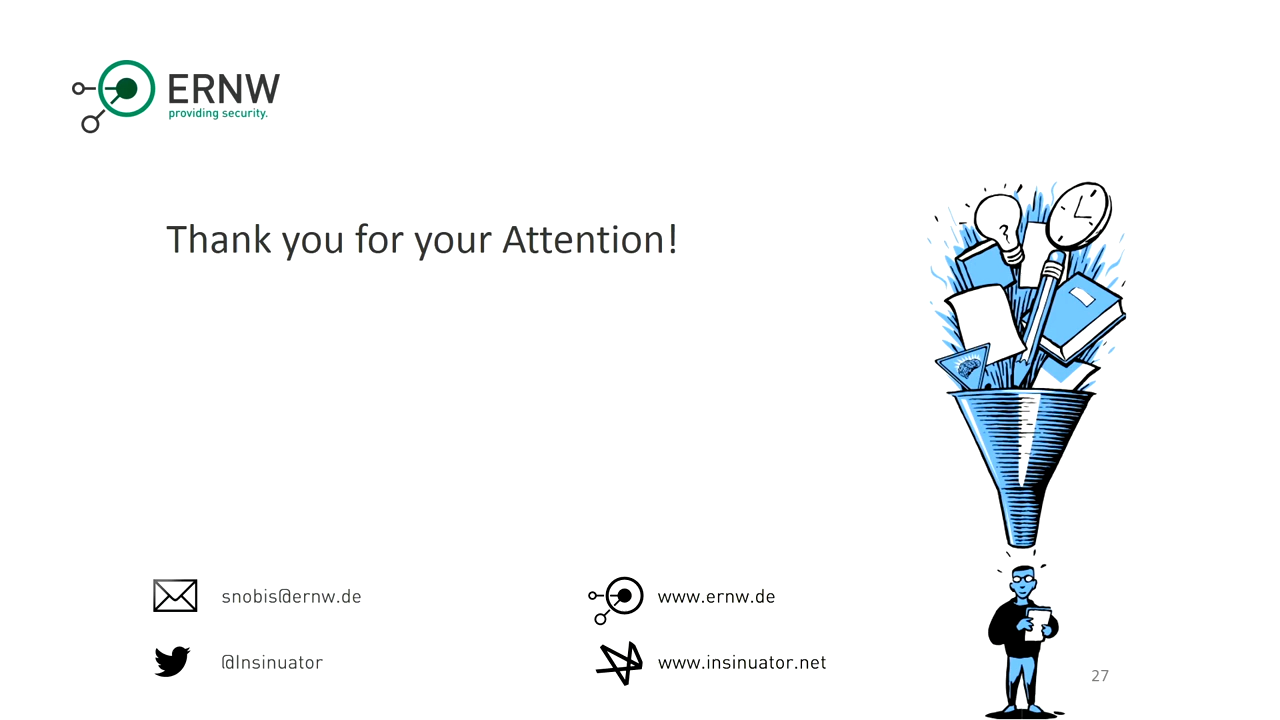 ERNW
providing security.
Thank you for your Attention!
snobis@ernw.de
www.ernw.de
@Insinuator
www.insinuator.net
27